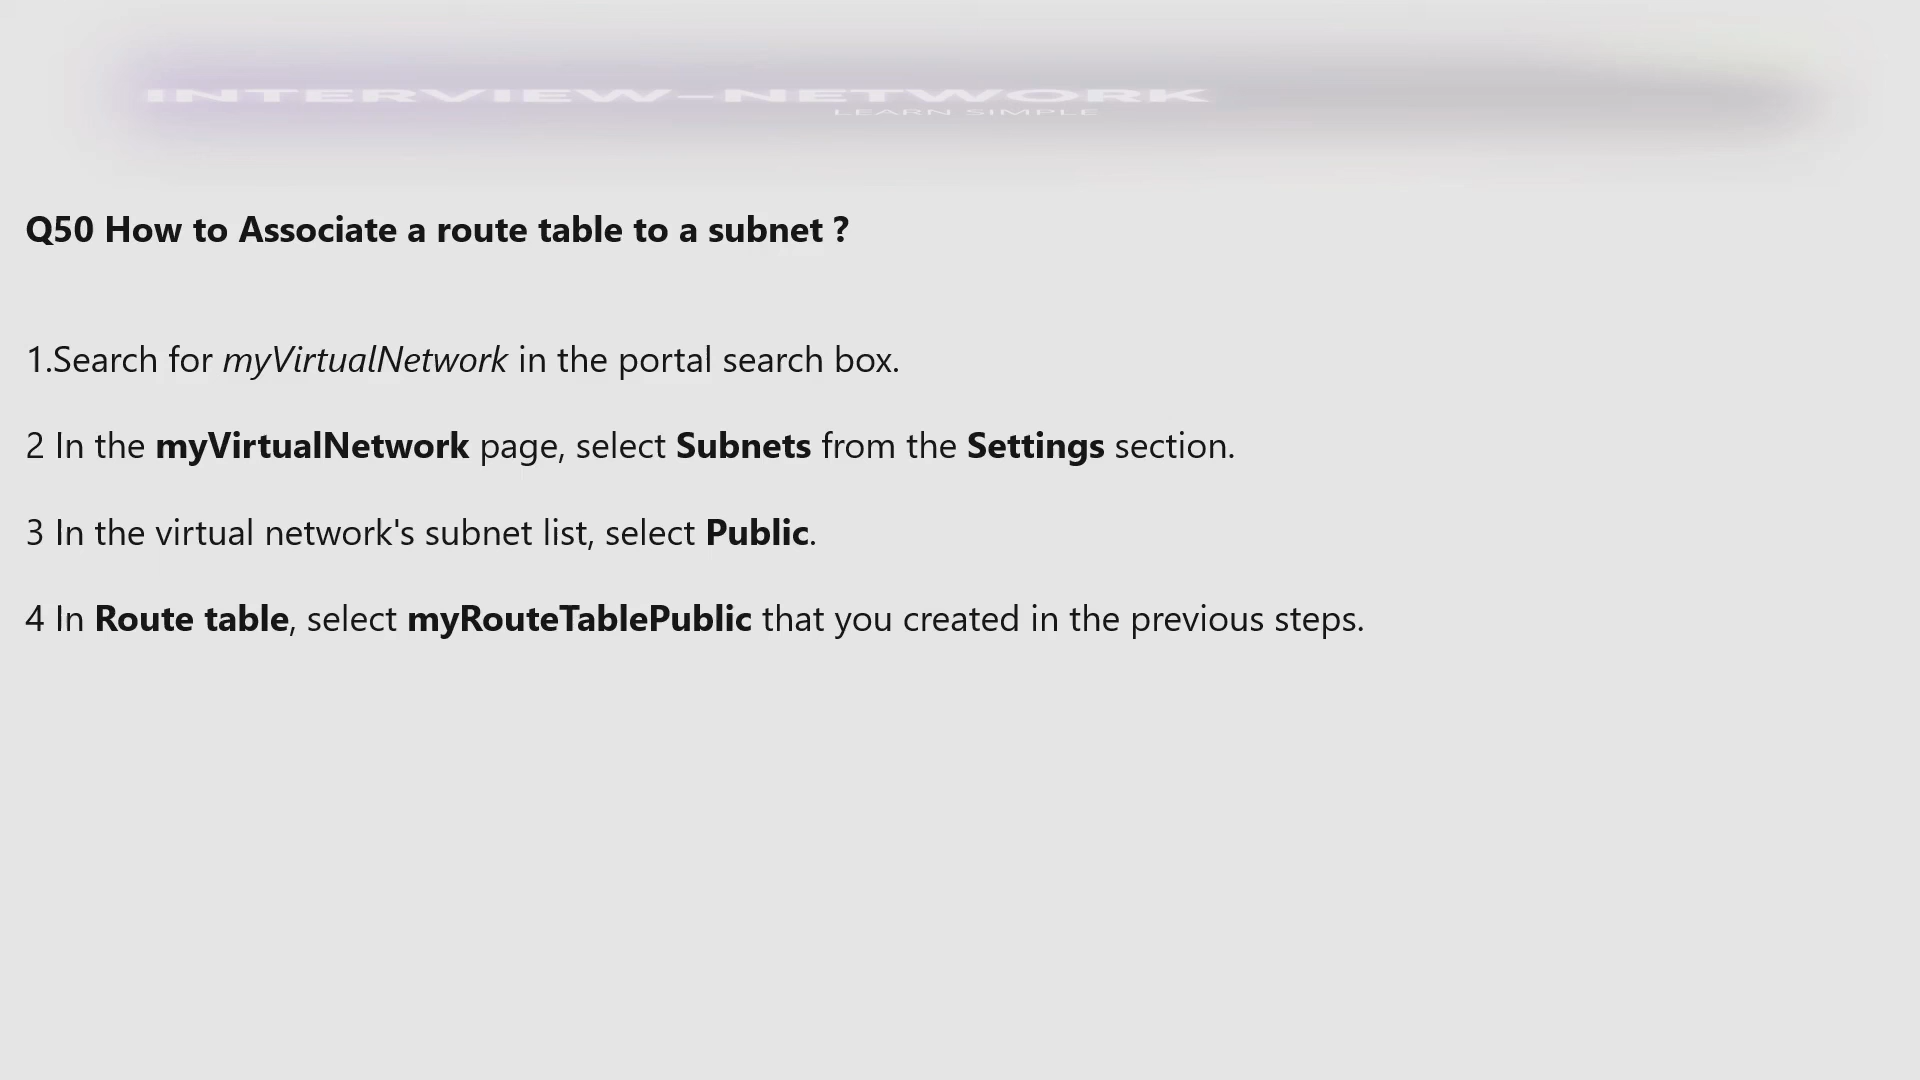 INTERVIEW-NETWORK
LEARN SIMPLE
Q50 How to Associate a route table to a subnet ?
1.Search for myVirtualNetwork in the portal search box.
2 In the myVirtualNetwork page, select Subnets from the Settings section.
3 In the virtual network's subnet list, select Public.
4 In Route table, select myRouteTablePublic that you created in the previous steps.